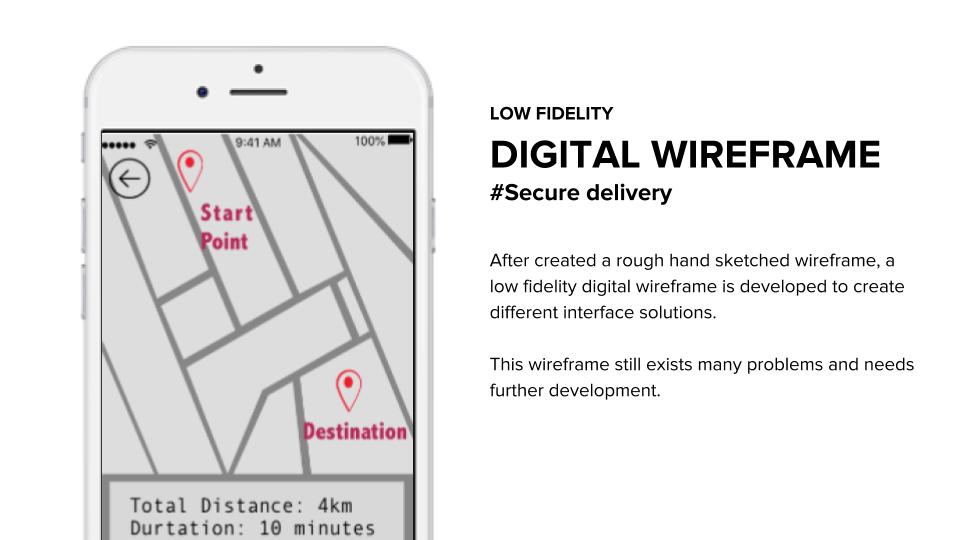 9:41 AM
100%
Start
Point
Destination
Total Distance: 4km
Durtation: 10 minutes
LOW FIDELITY
DIGITAL WIREFRAME
#Secure delivery
After created a rough hand sketched wireframe, a
low fidelity digital wireframe is developed to create
different interface solutions.
This wireframe still exists many problems and needs
further development.